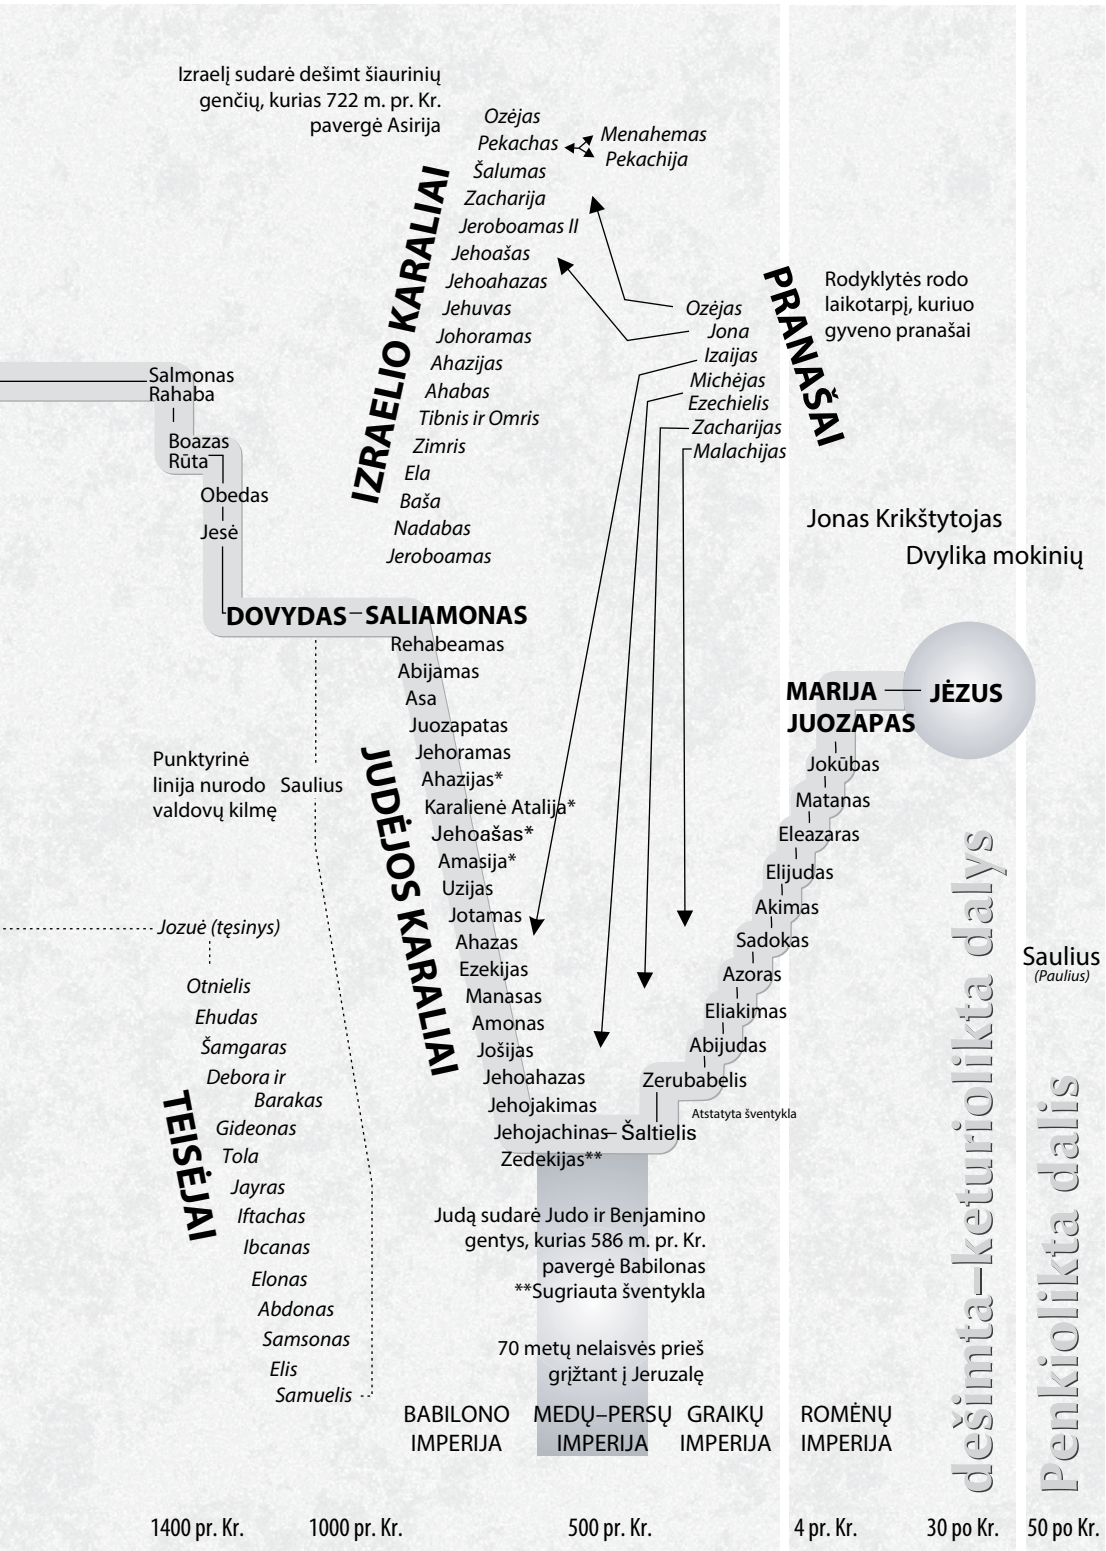 Izraelį sudarė dešimt šiaurinių
genčių, kurias 722 m. pr. Kr.
pavergė Asirija
IZRAELIO KARALIAI
Ozėjas
Pekachas
Menahemas
Pekachija
Šalumas
Zacharija
Jeroboamas II
Jehoašas
Jehoahazas
Jehuvas
Johoramas
Ahazijas
Ahabas
Tibnis ir Omris
Zimris
Ela
Baša
Nadabas
Jeroboamas
PRANAŠAI
Rodyklytės rodo
laikotarpį, kuriuo
gyveno pranašai
Ozėjas
Jona
Izaijas
Michėjas
Ezechielis
Zacharijas
Malachijas
Salmonas
Rahaba
Boazas
Rūta
Obedas
Jesė
DOVYDAS – SALIAMONAS
Jonas Krikštytojas
Dvylika mokinių
JUDĖJOS KARALIAI
Rehabeamas
Abijamas
Asa
Juozapatas
Jehoramas
Ahazijas*
Karalienė Atalija*
Jehoašas*
Amasija*
Uzijas
Jotamas
Ahazas
Ezekijas
Manasas
Amonas
Jošijas
Jehoahazas
Jehojakimas
Jehojachinas– Šaltielis
Zedekijas**
Punktyrinė
linija nurodo
valdovų kilmę
Saulius
MARIJA
JUOZAPAS
JĖZUS
Jokūbas
Matanas
Eleazaras
Elijudas
Akimas
Sadokas
Azoras
Eliakimas
Abijudas
Zerubabelis
Atstatyta šventykla
Jozuė (tęsinys)
TEISĖJAI
Otnielis
Ehudas
Šamgaras
Debora ir
Barakas
Gideonas
Tola
Jayras
Iftachas
Ibcanas
Elonas
Abdonas
Samsonas
Elis
Samuelis
Judą sudarė Judo ir Benjamino
gentys, kurias 586 m. pr. Kr.
pavergė Babilonas
**Sugriauta šventykla
70 metų nelaisvės prieš
grįžtant į Jeruzalę
BABILONO
IMPERIJA
MEDŲ–PERSŲ
IMPERIJA
GRAIKŲ
IMPERIJA
ROMĖNŲ
IMPERIJA
dešimta–keturiolikta dalys
Saulius
(Paulius)
Penkiolikta dalis
1400 pr. Kr.
1000 pr. Kr.
500 pr. Kr.
4 pr. Kr.
30 po Kr.
50 po Kr.